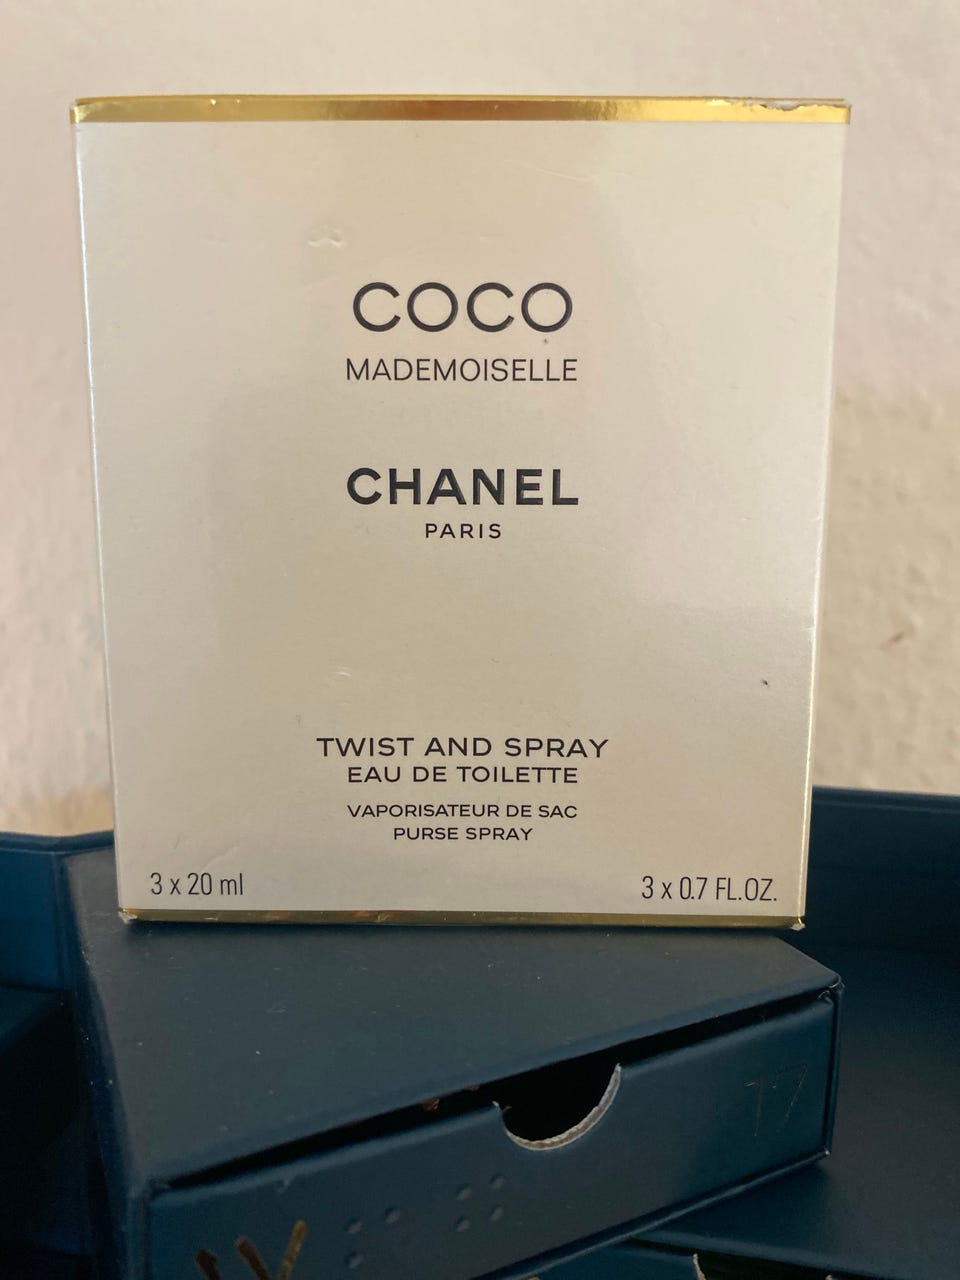 COCO
MADEMOISELLE
CHANEL
PARIS
TWIST AND SPRAY
EAU DE TOILETTE
VAPORISATEUR DE SAC
PURSE SPRAY
3 x 20 ml
3 x 0.7 FL.OZ.
17